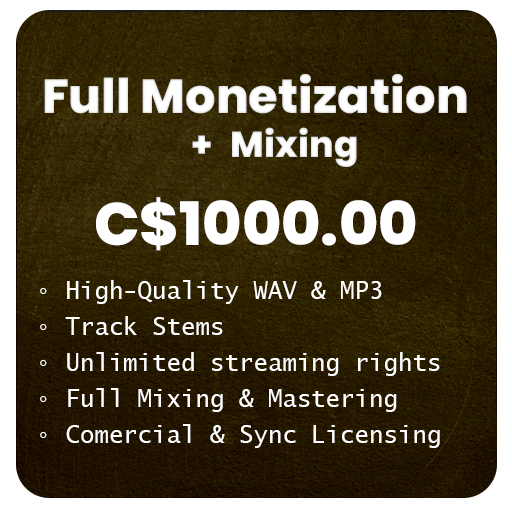 Full Monetization
+ Mixing
C$1000.00
◦ High-Quality WAV & MP3
◦ Track Stems
◦ Unlimited streaming rights
◦ Full Mixing & Mastering
◦ Comercial & Sync Licensing